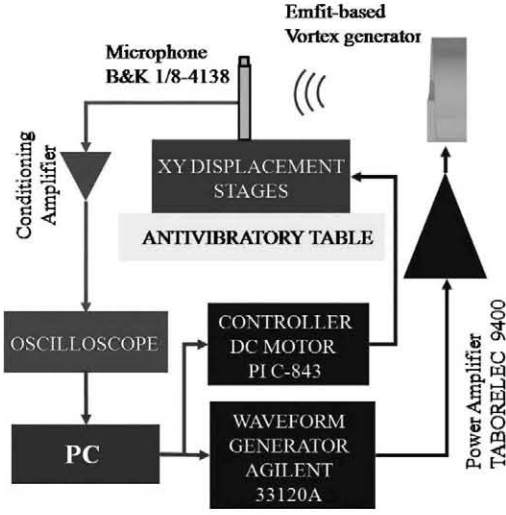 Emfit-based
Vortex generator
Microphone
B&K 1/8-4138
Conditioning
Amplifier
XY DISPLACEMENT
STAGES
ANTIVIBRATORY TABLE
OSCILLOSCOPE
CONTROLLER
DC MOTOR
PI C-843
Power Amplifier
TABORELEC 9400
PC
WAVEFORM
GENERATOR
AGILENT
33120A